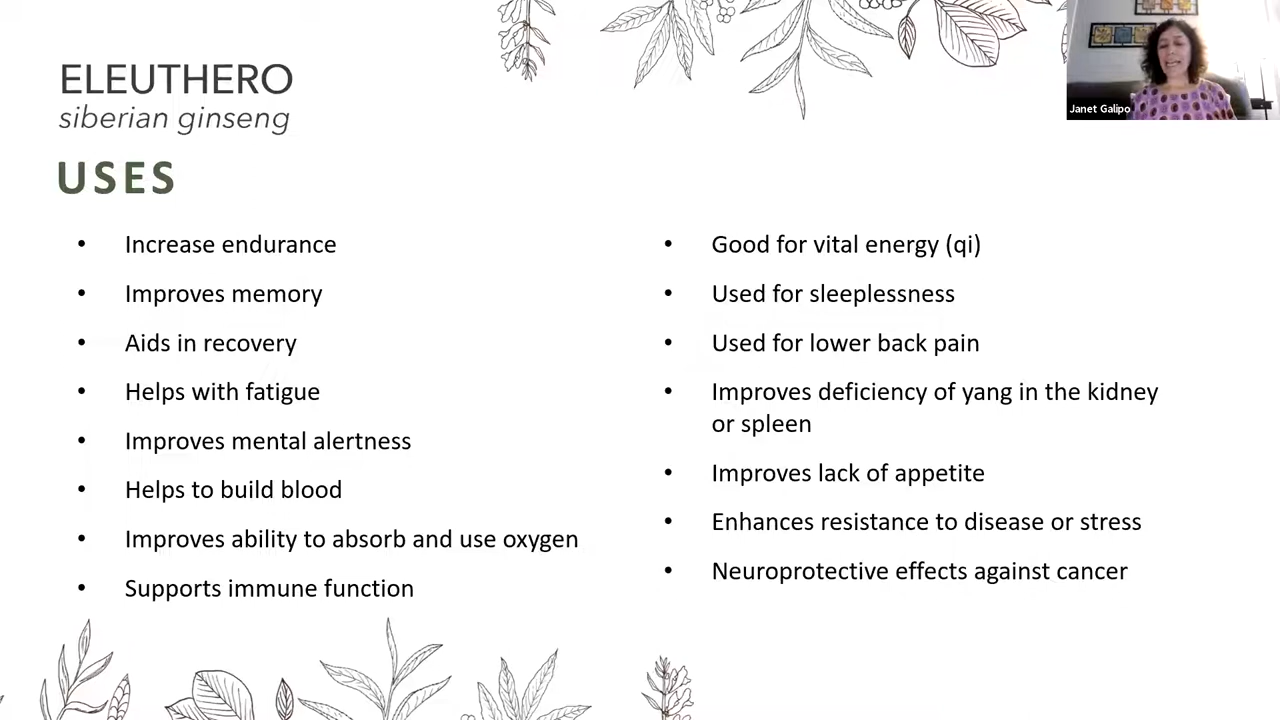 ELEUTHERO
siberian ginseng
USES
• Increase endurance
• Improves memory
• Aids in recovery
• Helps with fatigue
• Improves mental alertness
• Helps to build blood
• Improves ability to absorb and use oxygen
• Supports immune function
• Good for vital energy (qi)
• Used for sleeplessness
• Used for lower back pain
• Improves deficiency of yang in the kidney
or spleen
• Improves lack of appetite
• Enhances resistance to disease or stress
• Neuroprotective effects against cancer
Janet Galipo